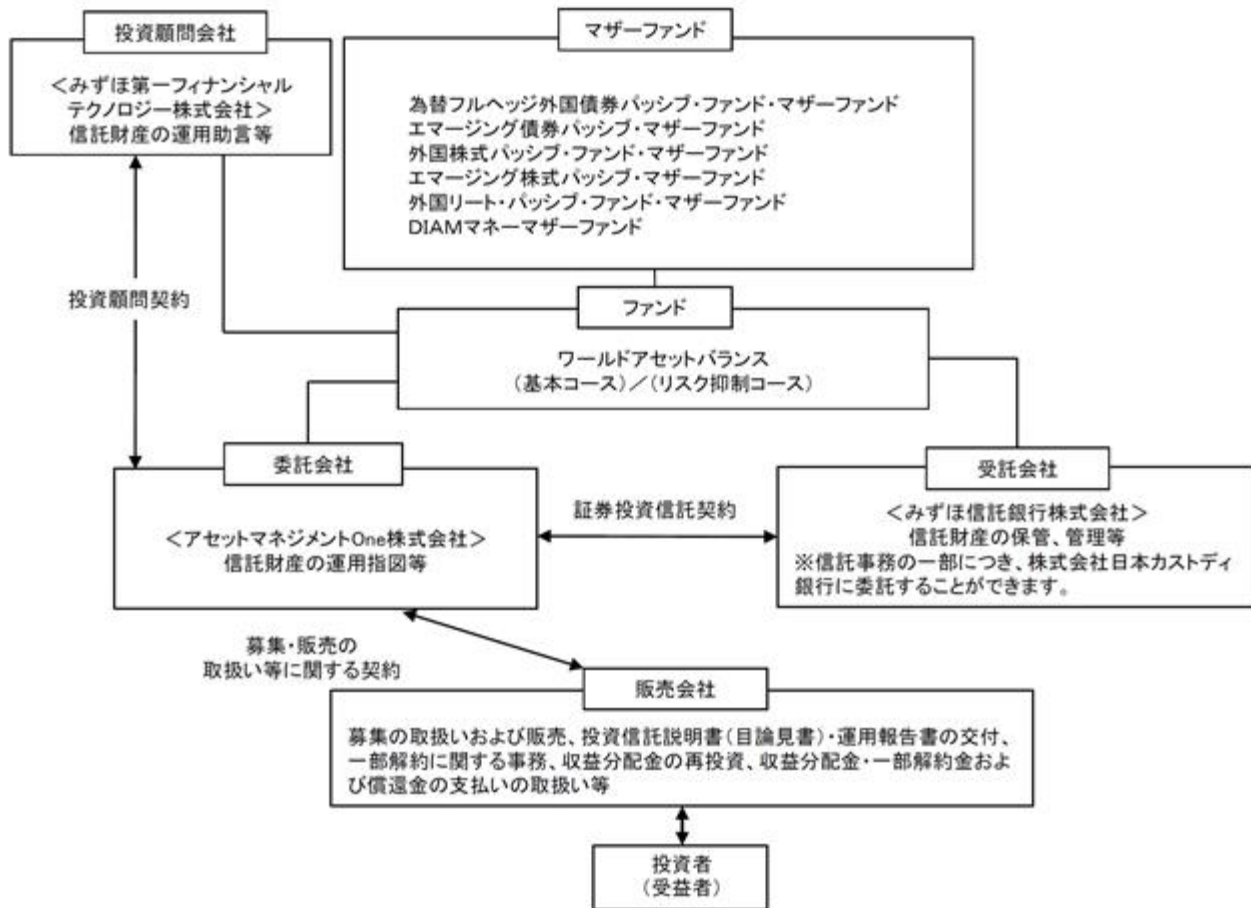 投資顧問会社
<みずほ第一フィナンシャル
テクノロジー株式会社>
信託財産の運用助言等
マザーファンド
為替フルヘッジ外国債券パッシブ・ファンド・マザーファンド
エマージング債券パッシブ・マザーファンド
外国株式パッシブ・ファンド・マザーファンド
エマージング株式パッシブ・マザーファンド
外国リート・パッシブ・ファンド・マザーファンド
DIAMマネーマザーファンド
投資顧問契約
ファンド
ワールドアセットバランス
(基本コース)/(リスク抑制コース)
委託会社
<アセットマネジメントOne株式会社>
信託財産の運用指図等
証券投資信託契約
受託会社
<みずほ信託銀行株式会社>
信託財産の保管、管理等
※信託事務の一部につき、株式会社日本カストディ
銀行に委託することができます。
募集・販売の
取扱い等に関する契約
販売会社
募集の取扱いおよび販売、投資信託説明書(目論見書)・運用報告書の交付、
一部解約に関する事務、収益分配金の再投資、収益分配金・一部解約金およ
び償還金の支払いの取扱い等
投資者
(受益者)